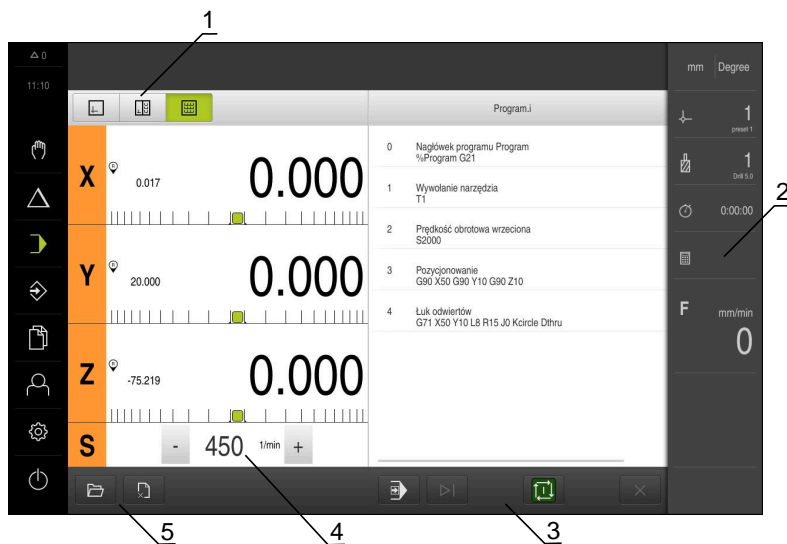 1
△ 0
11:10
mm Degree
Program.i
1
preset 1
1
Drill 5.0
0:00:00
2
F mm/min
0
X R 0.017 0.000
Y R 20.000 0.000
Z R -75.219 0.000
S - 450 1/min +
0 Nagłówek programu Program
%Program G21
1 Wywołanie narzędzia
T1
2 Prędkość obrotowa wrzeciona
S2000
3 Pozycjonowanie
G90 X50 G90 Y10 G90 Z10
4 Łuk odwiertów
G71 X50 Y10 L8 R15 J0 Kcircle Dthru
5
4
3